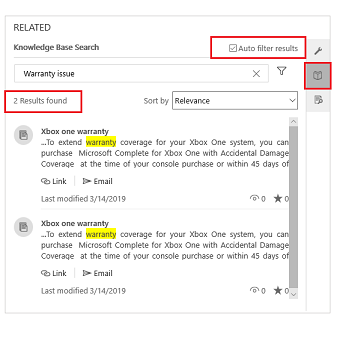 RELATED
Knowledge Base Search
Auto filter results
Warranty issue
2 Results found
Sort by Relevance
Xbox one warranty
...To extend warranty coverage for your Xbox One system, you can
purchase Microsoft Complete for Xbox One with Accidental Damage
Coverage at the time of your console purchase or within 45 days of
Link Email
Last modified 3/14/2019 0 0
Xbox one warranty
...To extend warranty coverage for your Xbox One system, you can
purchase Microsoft Complete for Xbox One with Accidental Damage
Coverage at the time of your console purchase or within 45 days of
Link Email
Last modified 3/14/2019 0 0